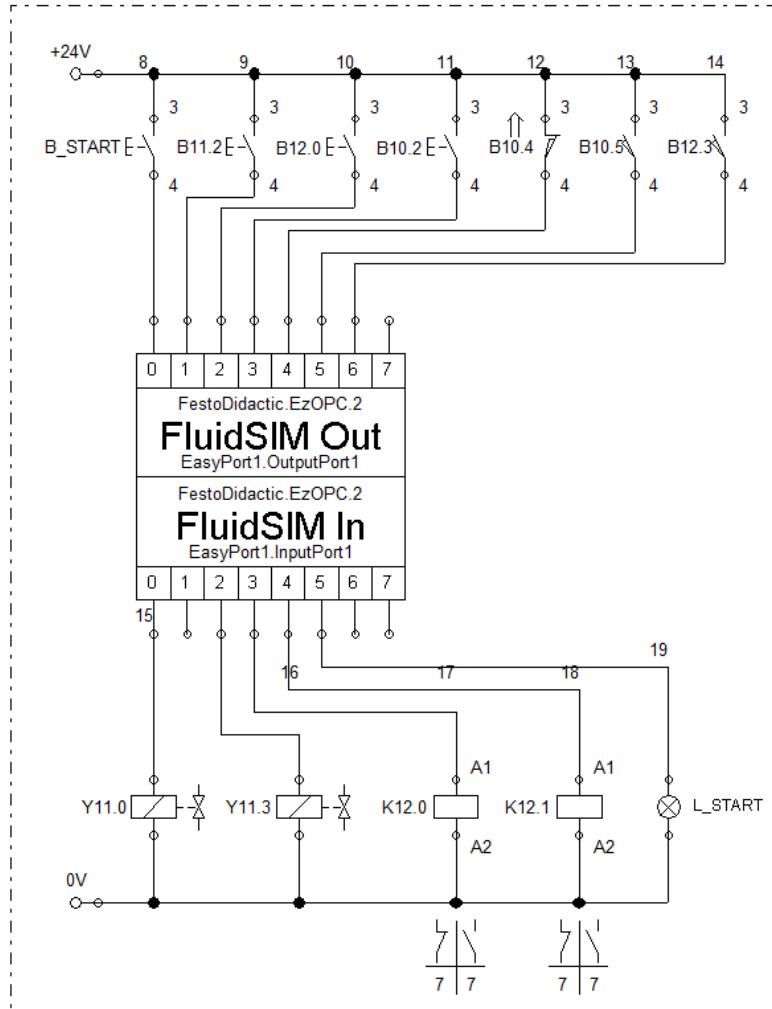 8 9 10 11 12 13 14
+24V
3 3 3 3 3 3 3
B_START B11.2 B12.0 B10.2 B10.4 B10.5 B12.3
4 4 4 4 4 4 4
0 1 2 3 4 5 6 7
FestoDidactic.EzOPC.2
FluidSIM Out
EasyPort1.OutputPort1
FestoDidactic.EzOPC.2
FluidSIM In
EasyPort1.InputPort1
0 1 2 3 4 5 6 7
15
19
16 17 18
A1 A1
Y11.0 Y11.3 K12.0 K12.1 L_START
A2 A2
0V
7 7 7 7